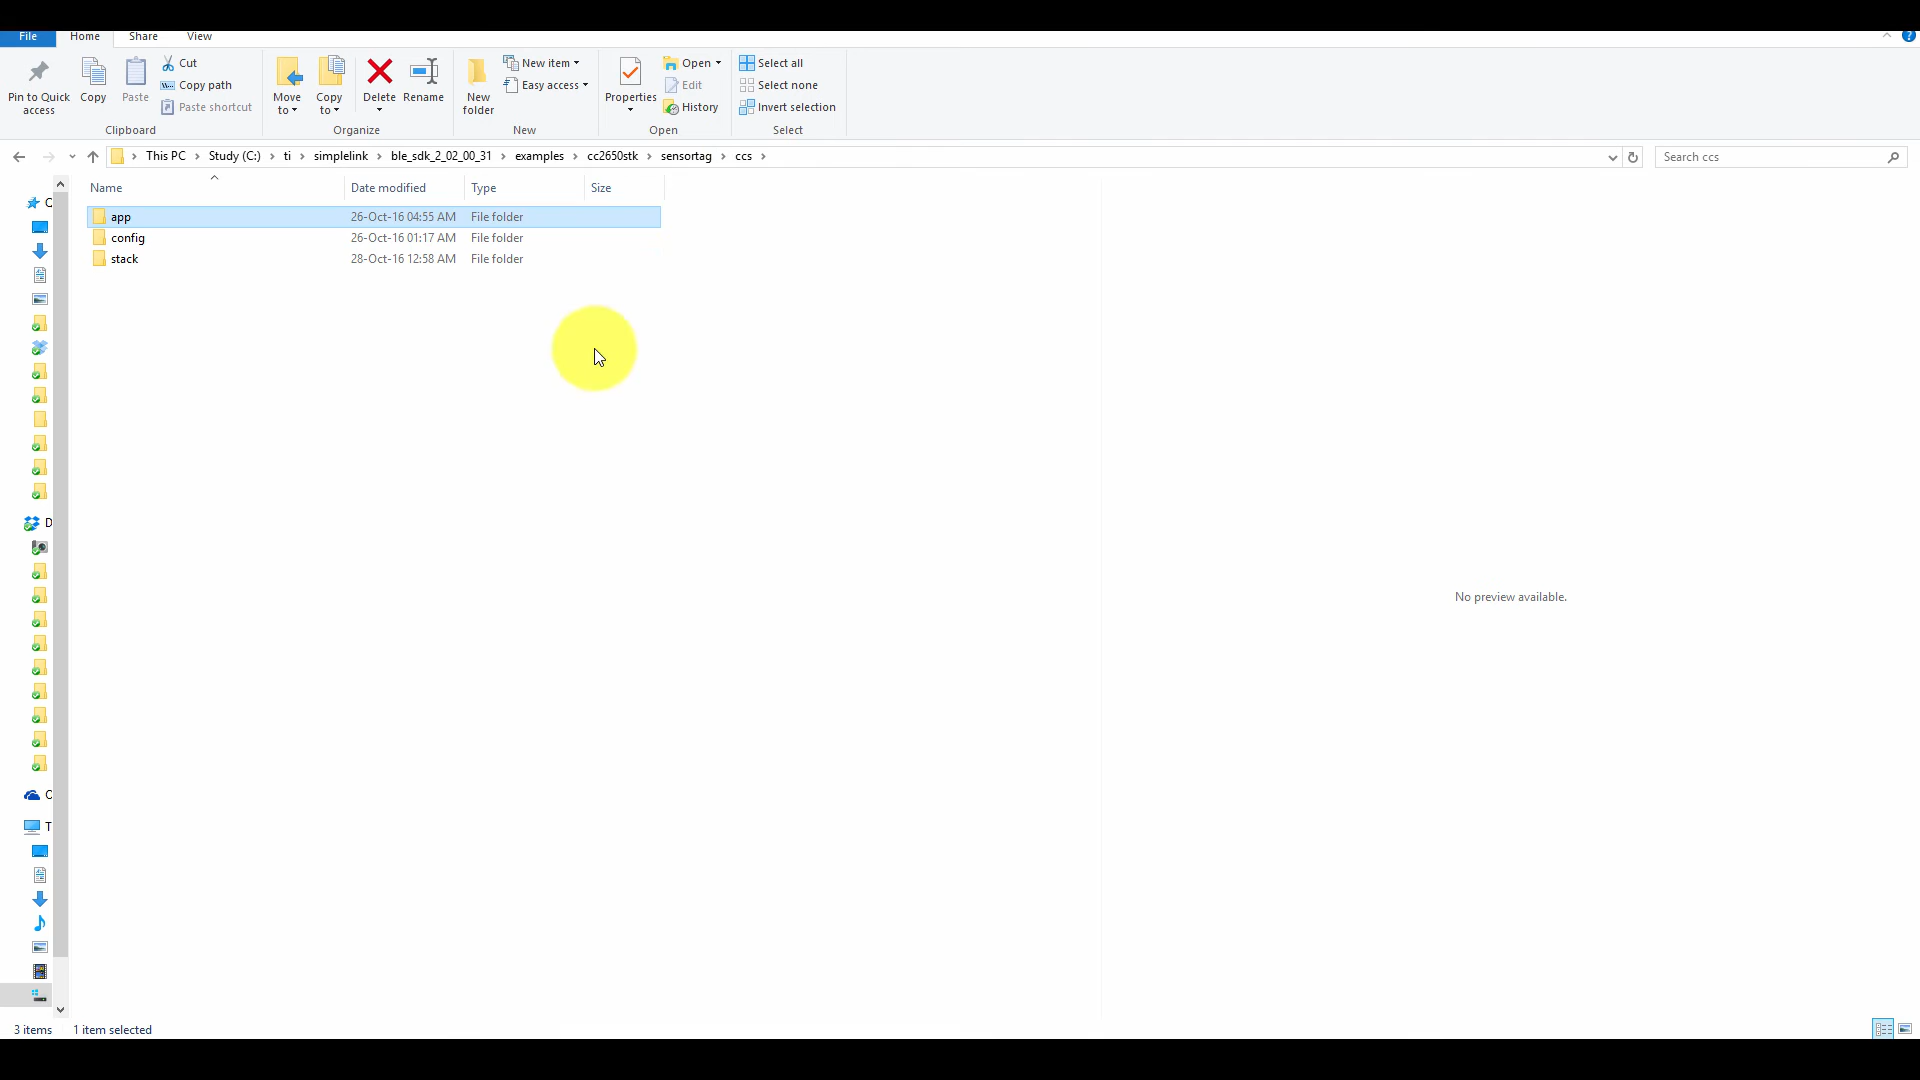 File Home Share View
Pin to Quick access
Copy
Paste
Cut
Copy path
Paste shortcut
Clipboard
Move to
Copy to
Delete
Rename
Organize
New folder
New item
Easy access
New
Properties
Open
Edit
History
Open
Select all
Select none
Invert selection
Select
This PC > Study (C:) > ti > simplelink > ble_sdk_2_02_00_31 > examples > cc2650stk > sensortag > ccs >
Search ccs
Name Date modified Type Size
app 26-Oct-16 04:55 AM File folder
config 26-Oct-16 01:17 AM File folder
stack 28-Oct-16 12:58 AM File folder
No preview available.
3 items 1 item selected